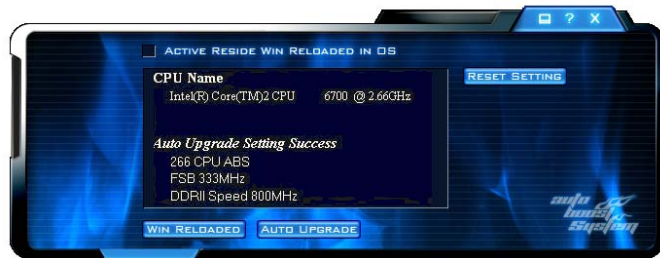 ? X
ACTIVE RESIDE WIN RELOADED IN OS
CPU Name
RESET SETTING
Intel(R) Core(TM)2 CPU 6700 @ 2.66GHz
Auto Upgrade Setting Success
266 CPU ABS
FSB 333MHz
DDRII Speed 800MHz
auto
boost
System
WIN RELOADED AUTO UPGRADE